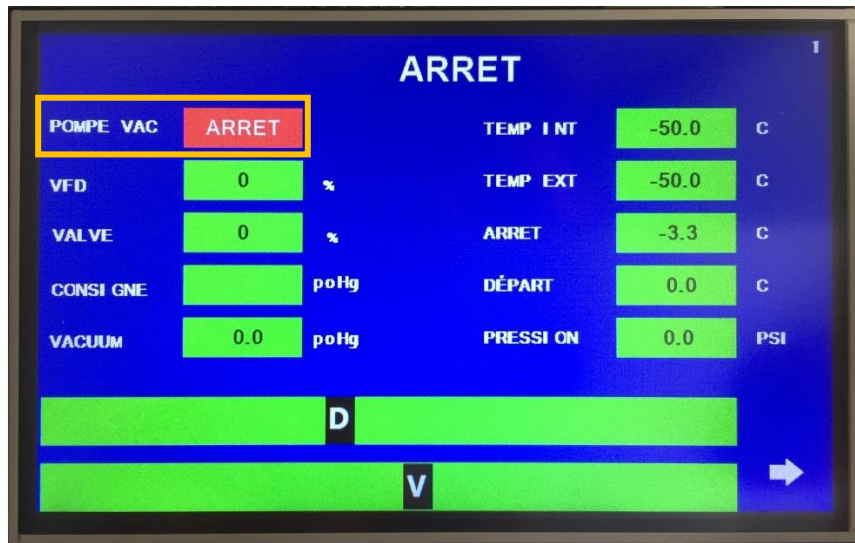 ARRET
1
POMPE VAC ARRET
TEMP INT -50.0 C
VFD 0 %
TEMP EXT -50.0 C
VALVE 0 %
ARRET -3.3 C
CONSIGNE poHg
DÉPART 0.0 C
VACUUM 0.0 poHg
PRESSION 0.0 PSI
D
V